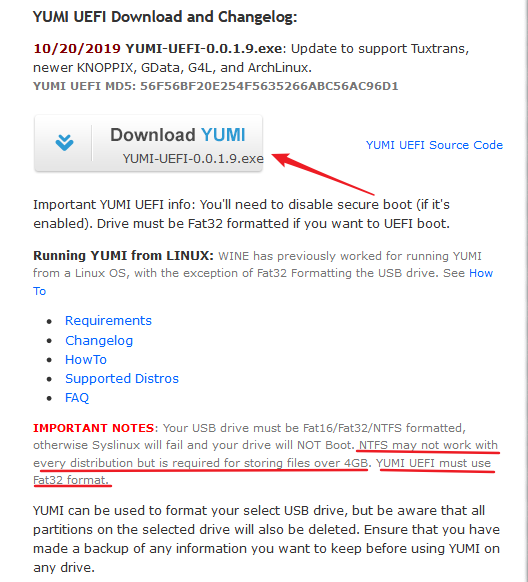 YUMI UEFI Download and Changelog:
10/20/2019 YUMI-UEFI-0.0.1.9.exe: Update to support Tuxtrans,
newer KNOPPIX, GData, G4L, and ArchLinux.
YUMI UEFI MD5: 56F56BF20E254F5635266ABC56AC96D1
Download YUMI
YUMI-UEFI-0.0.1.9.exe
YUMI UEFI Source Code
Important YUMI UEFI info: You'll need to disable secure boot (if it's
enabled). Drive must be Fat32 formatted if you want to UEFI boot.
Running YUMI from LINUX: WINE has previously worked for running YUMI
from a Linux OS, with the exception of Fat32 Formatting the USB drive. See How
To
• Requirements
• Changelog
• HowTo
• Supported Distros
• FAQ
IMPORTANT NOTES: Your USB drive must be Fat16/Fat32/NTFS formatted,
otherwise Syslinux will fail and your drive will NOT Boot. NTFS may not work with
every distribution but is required for storing files over 4GB. YUMI UEFI must use
Fat32 format.
YUMI can be used to format your select USB drive, but be aware that all
partitions on the selected drive will also be deleted. Ensure that you have
made a backup of any information you want to keep before using YUMI on
any drive.